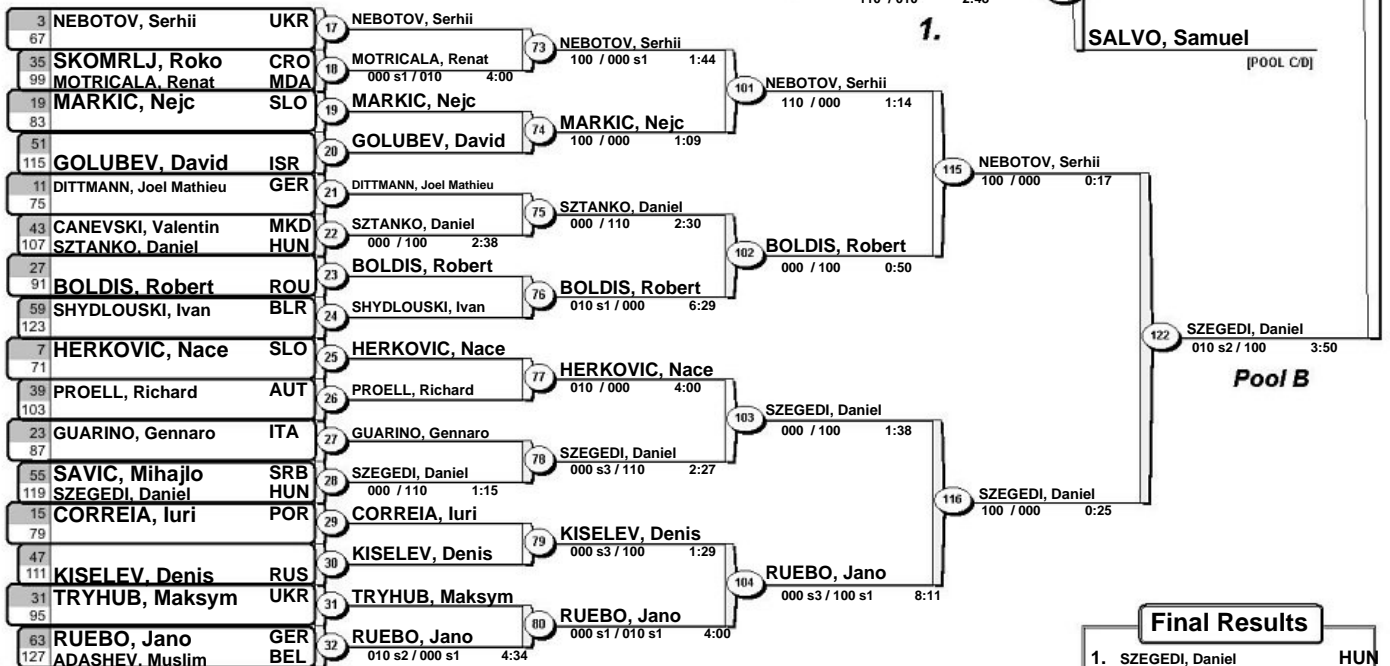 3 NEBOTOV, Serhii UKR
67
35 SKOMRLJ, Roko CRO
99 MOTRICALA, Renat MDA
19 MARKIC, Nejc SLO
83
51
115 GOLUBEV, David ISR
11 DITTMANN, Joel Mathieu GER
75
43 CANEVSKI, Valentin MKD
107 SZTANKO, Daniel HUN
27
91 BOLDIS, Robert ROU
59 SHYDLOUSKI, Ivan BLR
123
7 HERKOVIC, Nace SLO
71
39 PROELL, Richard AUT
103
23 GUARINO, Gennaro ITA
87
55 SAVIC, Mihajlo SRB
119 SZEGEDI, Daniel HUN
15 CORREIA, Iuri POR
79
47
111 KISELEV, Denis RUS
31 TRYHUB, Maksym UKR
95
63 RUEBO, Jano GER
127 ADASHEV, Muslim BEL
17 NEBOTOV, Serhii
18 MOTRICALA, Renat
000 s1 / 010 4:00
19 MARKIC, Nejc
20 GOLUBEV, David
21 DITTMANN, Joel Mathieu
22 SZTANKO, Daniel
000 / 100 2:38
23 BOLDIS, Robert
24 SHYDLOUSKI, Ivan
25 HERKOVIC, Nace
26 PROELL, Richard
27 GUARINO, Gennaro
28 SZEGEDI, Daniel
000 / 110 1:15
29 CORREIA, Iuri
30 KISELEV, Denis
31 TRYHUB, Maksym
32 RUEBO, Jano
010 s2 / 000 s1 4:34
73 NEBOTOV, Serhii
100 / 000 s1 1:44
74 MARKIC, Nejc
100 / 000 1:09
75 SZTANKO, Daniel
000 / 110 2:30
76 BOLDIS, Robert
010 s1 / 000 6:29
77 HERKOVIC, Nace
010 / 000 4:00
78 SZEGEDI, Daniel
000 s3 / 110 2:27
79 KISELEV, Denis
000 s3 / 100 1:29
80 RUEBO, Jano
000 s1 / 010 s1 4:00
101 NEBOTOV, Serhii
110 / 000 1:14
102 BOLDIS, Robert
000 / 100 0:50
103 SZEGEDI, Daniel
000 / 100 1:38
104 RUEBO, Jano
000 s3 / 100 s1 8:11
115 NEBOTOV, Serhii
100 / 000 0:17
116 SZEGEDI, Daniel
100 / 000 0:25
122 SZEGEDI, Daniel
010 s2 / 100 3:50
Pool B
1.
SALVO, Samuel
[POOL C/D]
Final Results
1. SZEGEDI, Daniel HUN